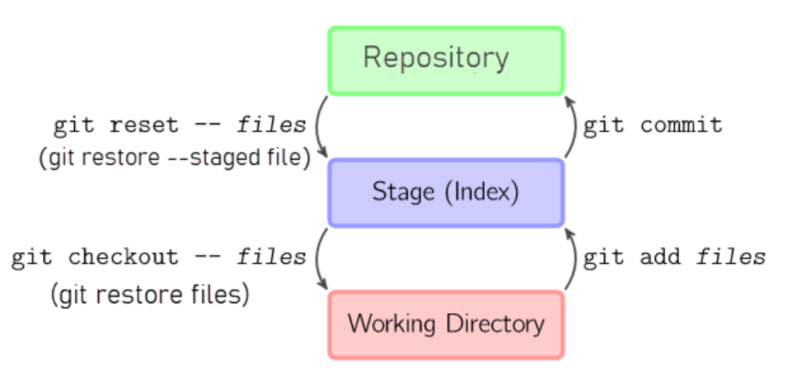 Repository
git reset -- files
(git restore --staged file)
git commit
Stage (Index)
git checkout -- files
(git restore files)
git add files
Working Directory